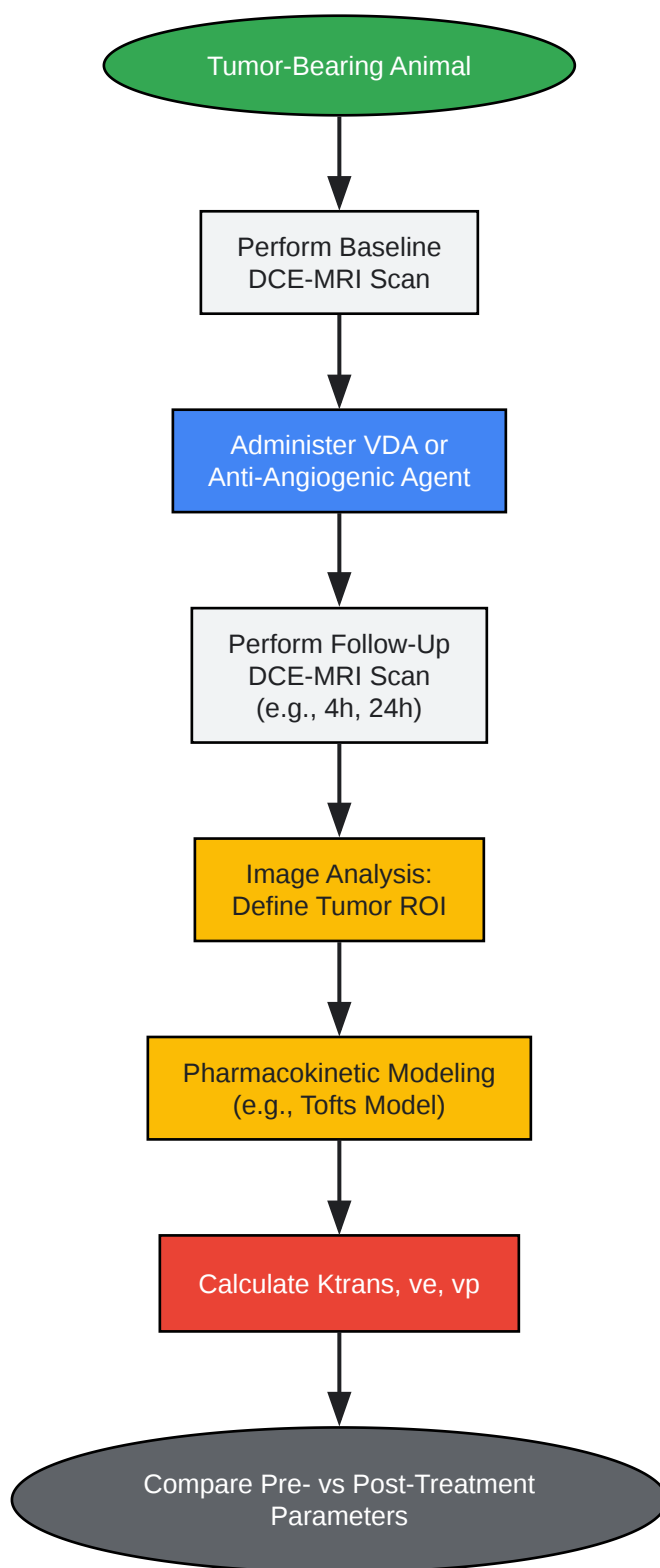 Tumor-Bearing Animal
Perform Baseline
DCE-MRI Scan
Administer VDA or
Anti-Angiogenic Agent
Perform Follow-Up
DCE-MRI Scan
(e.g., 4h, 24h)
Image Analysis:
Define Tumor ROI
Pharmacokinetic Modeling
(e.g., Tofts Model)
Calculate Ktrans, ve, vp
Compare Pre- vs Post-Treatment
Parameters